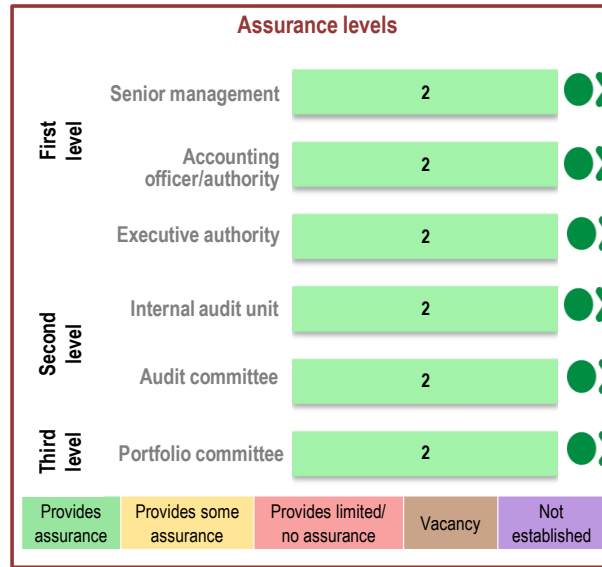 Assurance levels
First
level
Senior management
2
Accounting
officer/authority
2
Executive authority
2
Second
level
Internal audit unit
2
Audit committee
2
Third
level
Portfolio committee
2
Provides
assurance
Provides some
assurance
Provides limited/
no assurance
Vacancy
Not
established